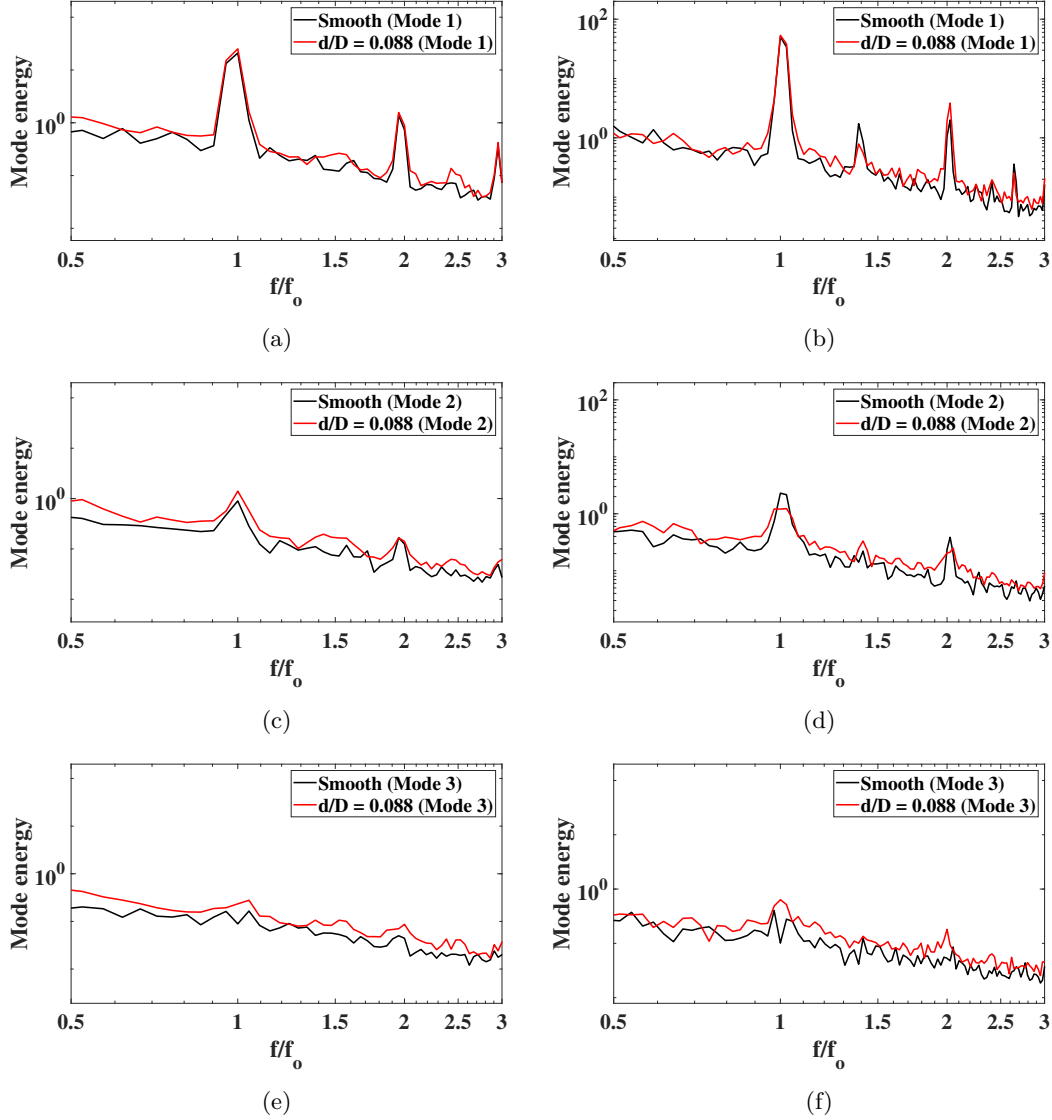 Smooth (Mode 1)
d/D = 0.088 (Mode 1)
Mode energy
10^0
0.5 1 1.5 2 2.5 3
f/f_o
(a)
Smooth (Mode 1)
d/D = 0.088 (Mode 1)
Mode energy
10^2
10^0
0.5 1 1.5 2 2.5 3
f/f_o
(b)
Smooth (Mode 2)
d/D = 0.088 (Mode 2)
Mode energy
10^0
0.5 1 1.5 2 2.5 3
f/f_o
(c)
Smooth (Mode 2)
d/D = 0.088 (Mode 2)
Mode energy
10^2
10^0
0.5 1 1.5 2 2.5 3
f/f_o
(d)
Smooth (Mode 3)
d/D = 0.088 (Mode 3)
Mode energy
10^0
0.5 1 1.5 2 2.5 3
f/f_o
(e)
Smooth (Mode 3)
d/D = 0.088 (Mode 3)
Mode energy
10^0
0.5 1 1.5 2 2.5 3
f/f_o
(f)